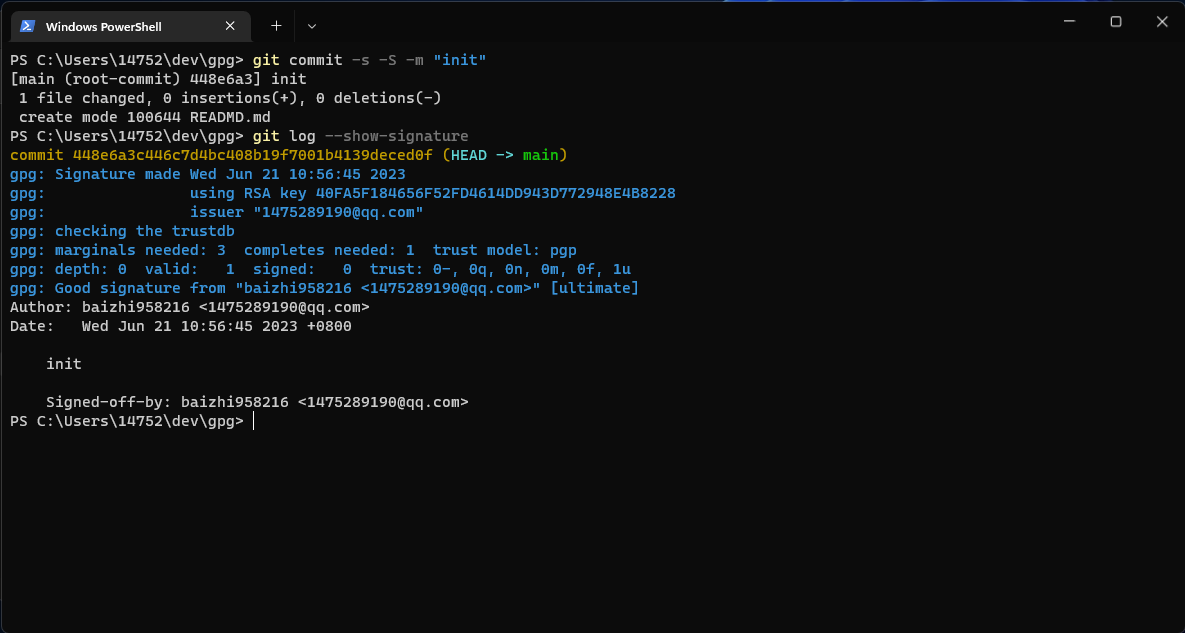 Windows PowerShell
PS C:\Users\14752\dev\gpg> git commit -s -S -m "init"
[main (root-commit) 448e6a3] init
 1 file changed, 0 insertions(+), 0 deletions(-)
 create mode 100644 READMD.md
PS C:\Users\14752\dev\gpg> git log --show-signature
commit 448e6a3c446c7d4bc408b19f7001b4139deced0f (HEAD -> main)
gpg: Signature made Wed Jun 21 10:56:45 2023
gpg:                using RSA key 40FA5F184656F52FD4614DD943D772948E4B8228
gpg:                issuer "1475289190@qq.com"
gpg: checking the trustdb
gpg: marginals needed: 3  completes needed: 1  trust model: pgp
gpg: depth: 0  valid:   1  signed:   0  trust: 0-, 0q, 0n, 0m, 0f, 1u
gpg: Good signature from "baizhi958216 <1475289190@qq.com>" [ultimate]
Author: baizhi958216 <1475289190@qq.com>
Date:   Wed Jun 21 10:56:45 2023 +0800
    init
    Signed-off-by: baizhi958216 <1475289190@qq.com>
PS C:\Users\14752\dev\gpg>